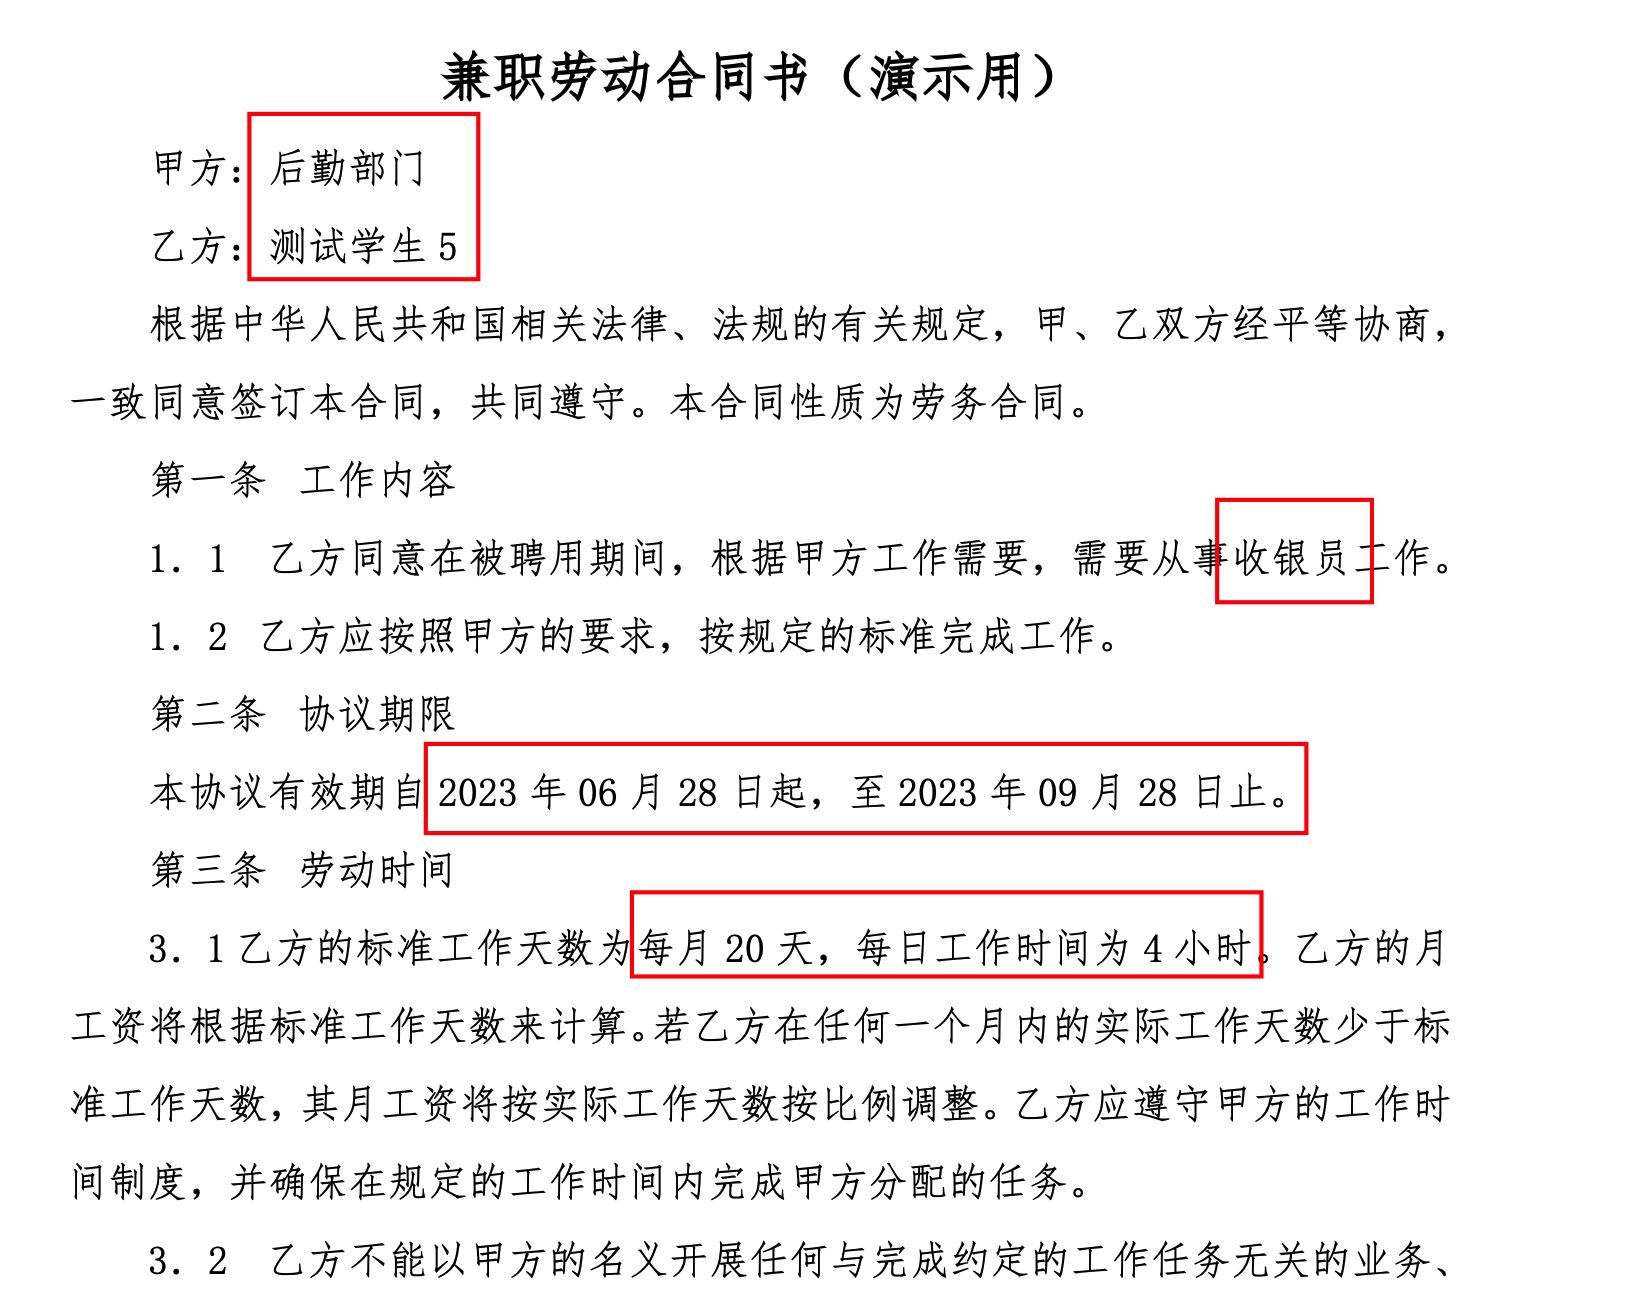 兼职劳动合同书（演示用）
甲方：后勤部门
乙方：测试学生 5
根据中华人民共和国相关法律、法规的有关规定，甲、乙双方经平等协商，
一致同意签订本合同，共同遵守。本合同性质为劳务合同。
第一条 工作内容
1．1 乙方同意在被聘用期间，根据甲方工作需要，需要从事收银员工作。
1．2 乙方应按照甲方的要求，按规定的标准完成工作。
第二条 协议期限
本协议有效期自 2023 年 06 月 28 日起，至 2023 年 09 月 28 日止。
第三条 劳动时间
3．1 乙方的标准工作天数为每月 20 天，每日工作时间为 4 小时。乙方的月
工资将根据标准工作天数来计算。若乙方在任何一个月内的实际工作天数少于标
准工作天数，其月工资将按实际工作天数按比例调整。乙方应遵守甲方的工作时
间制度，并确保在规定的工作时间内完成甲方分配的任务。
3．2 乙方不能以甲方的名义开展任何与完成约定的工作任务无关的业务、